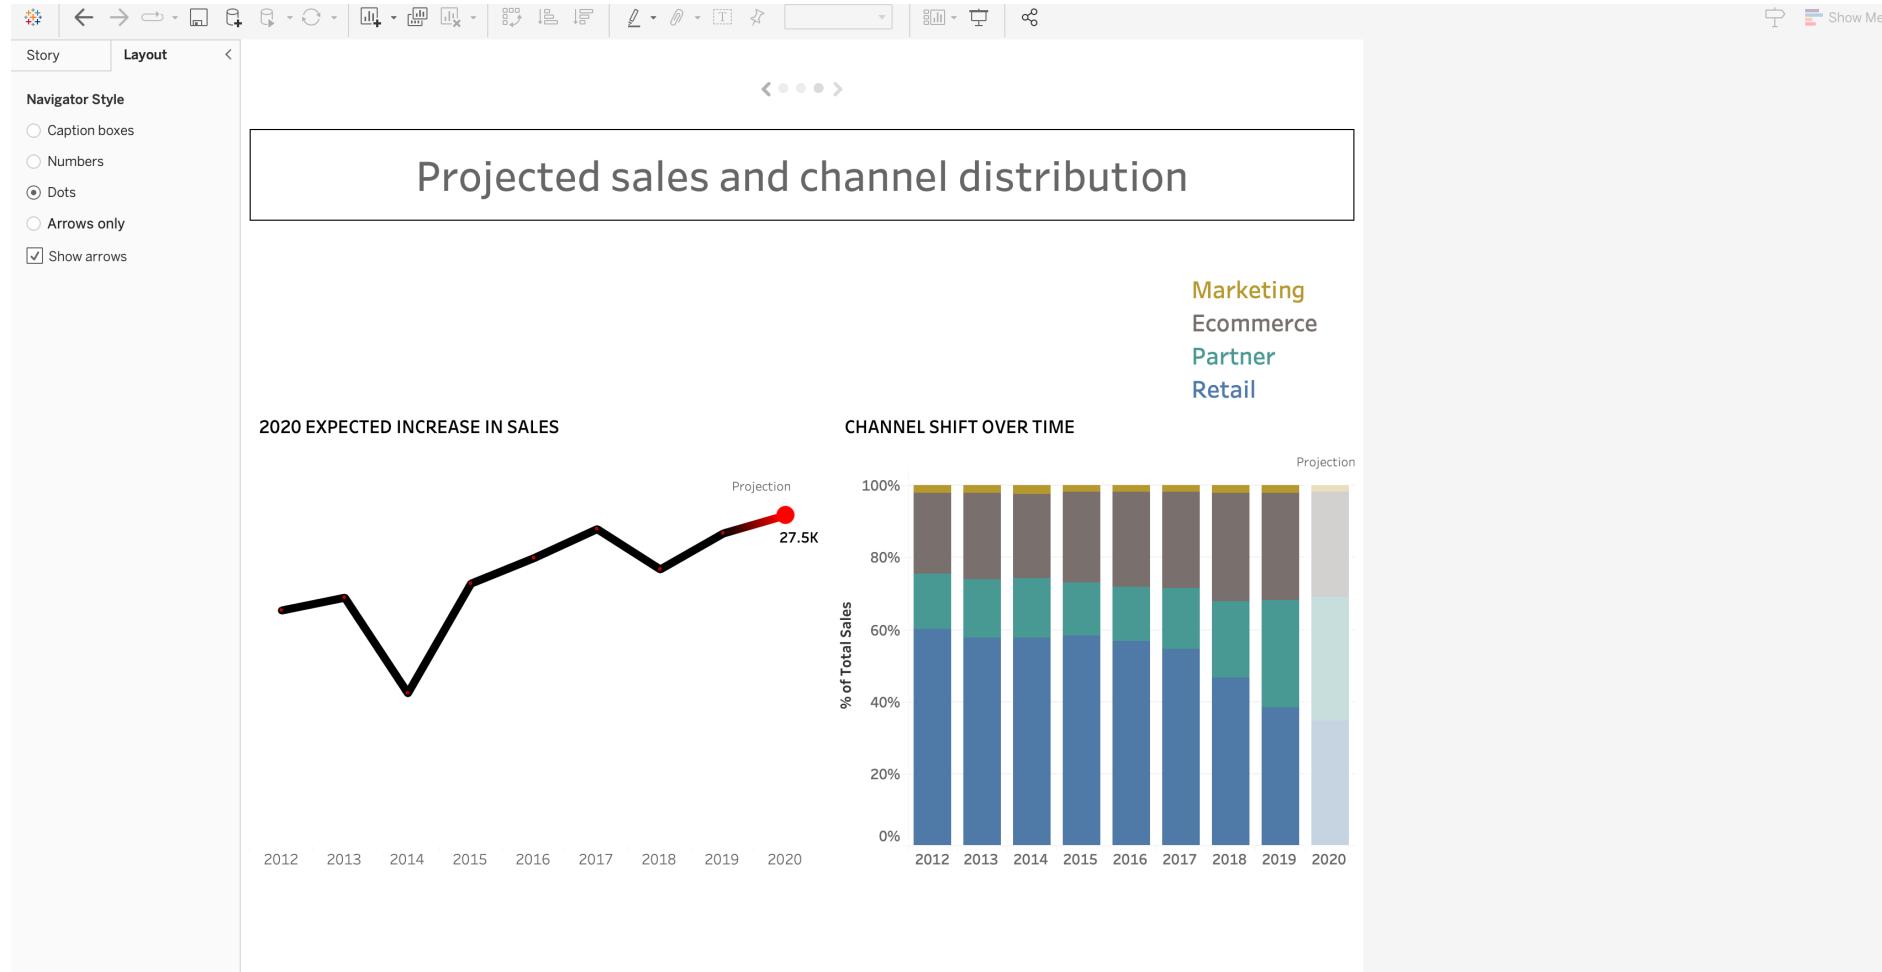 Show Me
Story
Layout
Navigator Style
Caption boxes
Numbers
Dots
Arrows only
Show arrows
Projected sales and channel distribution
Marketing
Ecommerce
Partner
Retail
2020 EXPECTED INCREASE IN SALES
Projection
27.5K
2012 2013 2014 2015 2016 2017 2018 2019 2020
CHANNEL SHIFT OVER TIME
Projection
% of Total Sales
100%
80%
60%
40%
20%
0%
2012 2013 2014 2015 2016 2017 2018 2019 2020